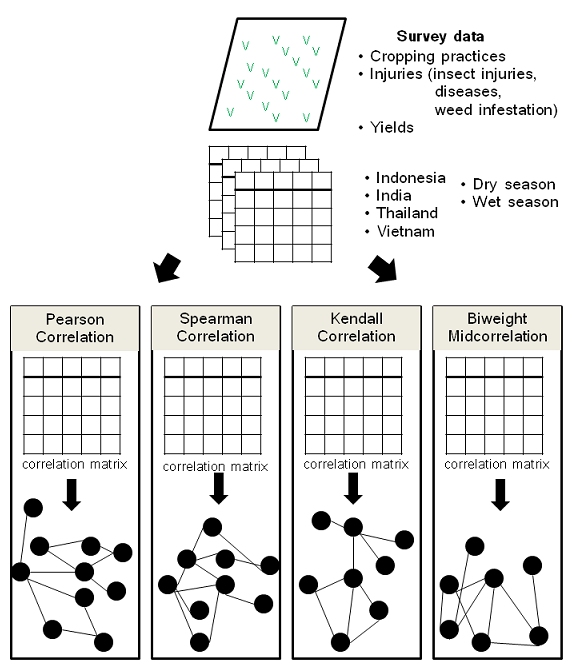 Survey data
• Cropping practices
• Injuries (insect injuries,
diseases,
weed infestation)
• Yields
• Indonesia
• India
• Thailand
• Vietnam
• Dry season
• Wet season
Pearson
Correlation
correlation matrix
Spearman
Correlation
correlation matrix
Kendall
Correlation
correlation matrix
Biweight
Midcorrelation
correlation matrix